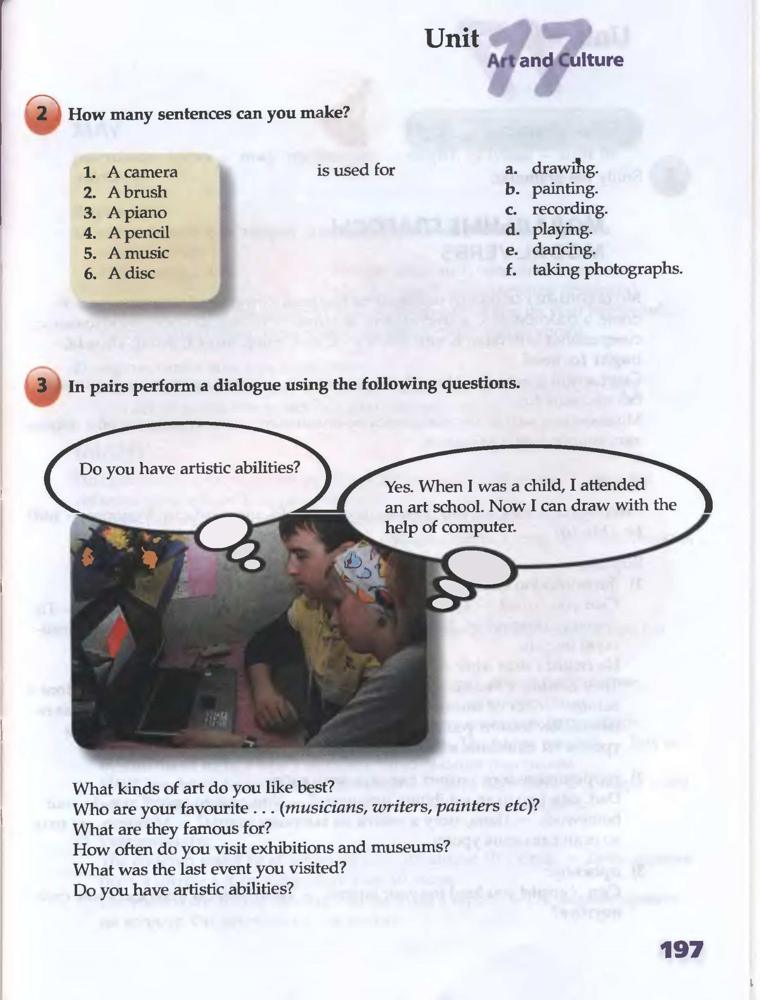 Unit 17
Art and Culture
2 How many sentences can you make?
1. A camera is used for a. drawing.
2. A brush b. painting.
3. A piano c. recording.
4. A pencil d. playing.
5. A music e. dancing.
6. A disc f. taking photographs.
3 In pairs perform a dialogue using the following questions.
Do you have artistic abilities?
Yes. When I was a child, I attended
an art school. Now I can draw with the
help of computer.
What kinds of art do you like best?
Who are your favourite . . . (musicians, writers, painters etc)?
What are they famous for?
How often do you visit exhibitions and museums?
What was the last event you visited?
Do you have artistic abilities?
197